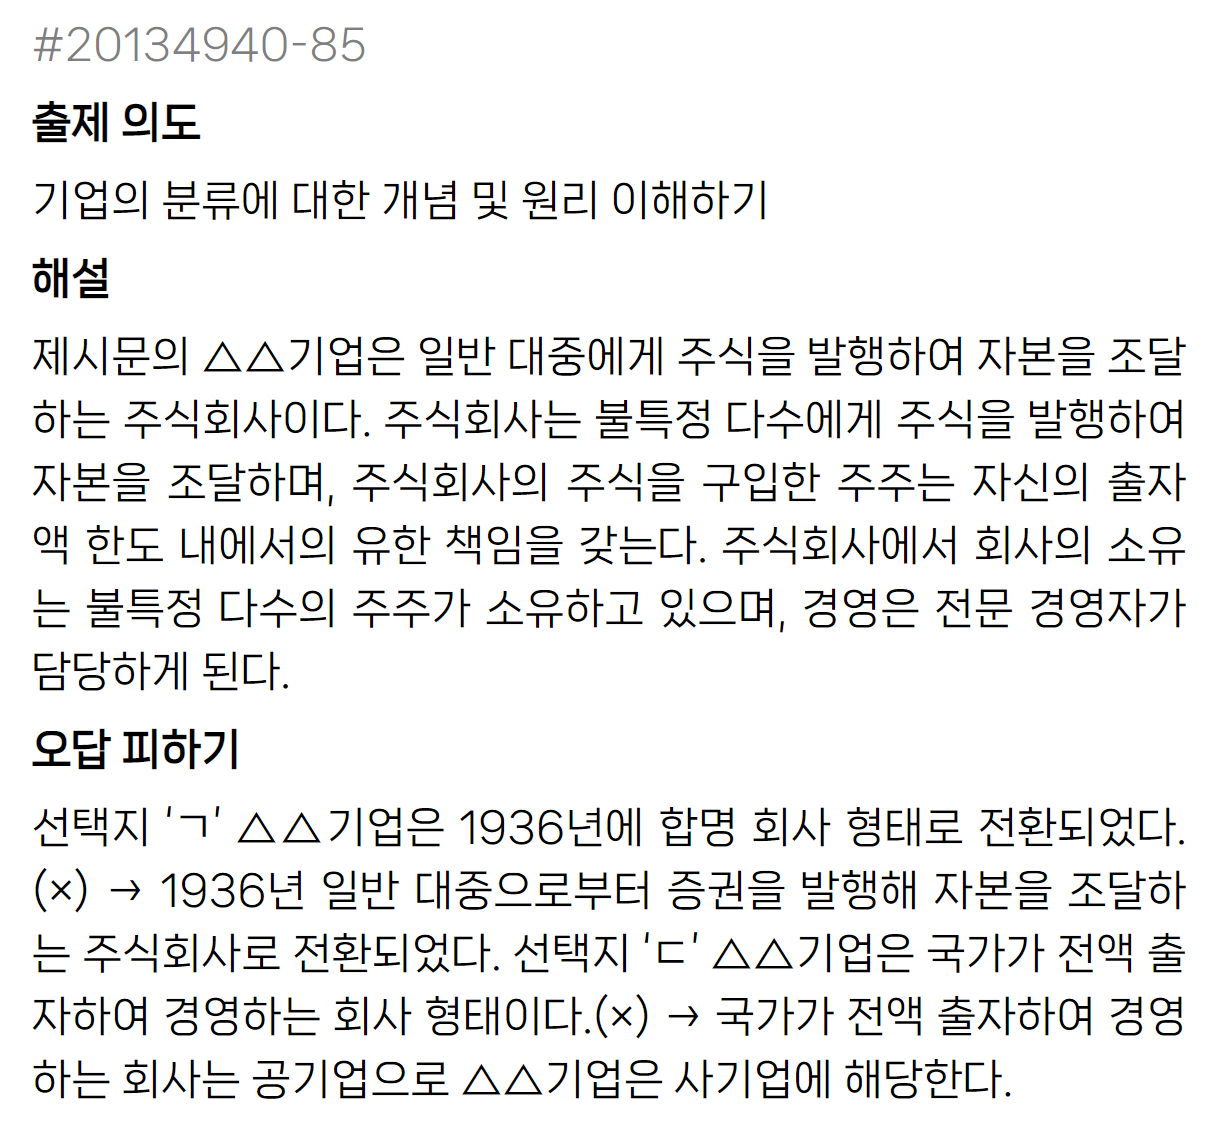 #20134940-85
출제 의도
기업의 분류에 대한 개념 및 원리 이해하기
해설
제시문의 △△기업은 일반 대중에게 주식을 발행하여 자본을 조달
하는 주식회사이다. 주식회사는 불특정 다수에게 주식을 발행하여
자본을 조달하며, 주식회사의 주식을 구입한 주주는 자신의 출자
액 한도 내에서의 유한 책임을 갖는다. 주식회사에서 회사의 소유
는 불특정 다수의 주주가 소유하고 있으며, 경영은 전문 경영자가
담당하게 된다.
오답 피하기
선택지 ‘ㄱ’ △△기업은 1936년에 합명 회사 형태로 전환되었다.
(×) → 1936년 일반 대중으로부터 증권을 발행해 자본을 조달하
는 주식회사로 전환되었다. 선택지 ‘ㄷ’ △△기업은 국가가 전액 출
자하여 경영하는 회사 형태이다.(×) → 국가가 전액 출자하여 경영
하는 회사는 공기업으로 △△기업은 사기업에 해당한다.